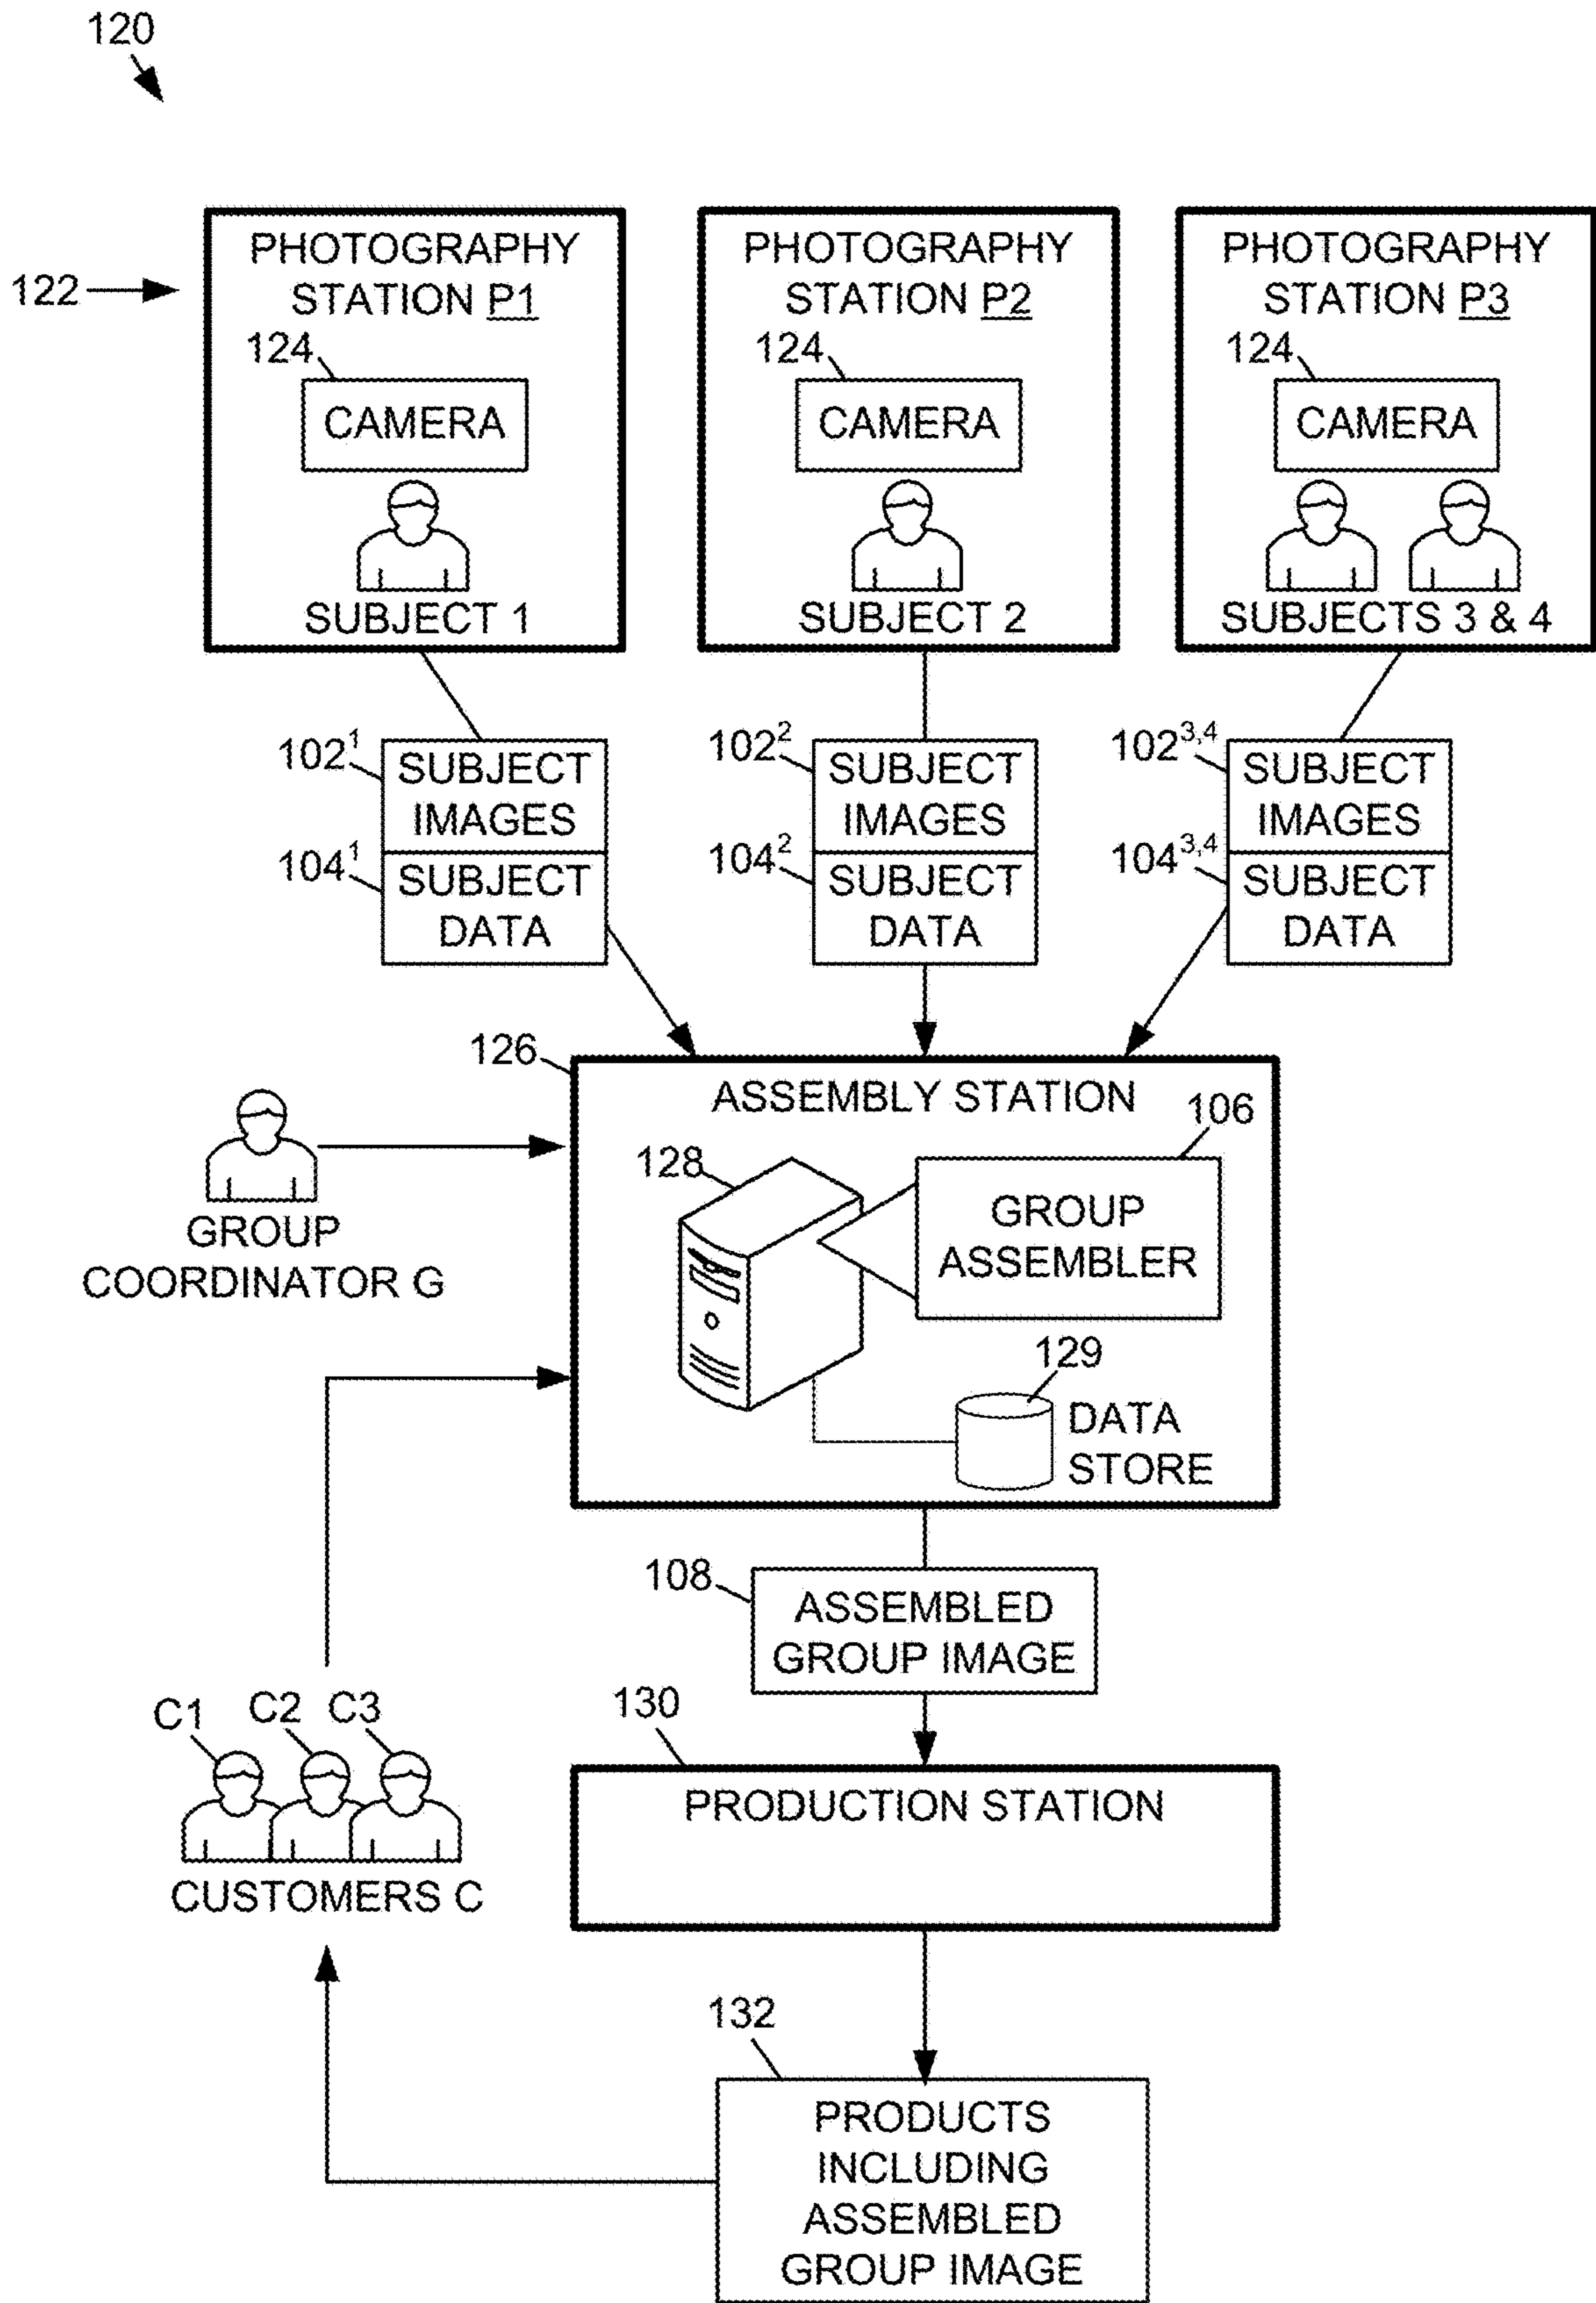 120
122
PHOTOGRAPHY
STATION P1
124
CAMERA
SUBJECT 1
PHOTOGRAPHY
STATION P2
124
CAMERA
SUBJECT 2
PHOTOGRAPHY
STATION P3
124
CAMERA
SUBJECTS 3 & 4
102¹
SUBJECT
IMAGES
104¹
SUBJECT
DATA
102²
SUBJECT
IMAGES
104²
SUBJECT
DATA
102³,⁴
SUBJECT
IMAGES
104³,⁴
SUBJECT
DATA
126
ASSEMBLY STATION
106
128
GROUP
ASSEMBLER
GROUP
COORDINATOR G
129
DATA
STORE
108
ASSEMBLED
GROUP IMAGE
C1
C2
C3
CUSTOMERS C
130
PRODUCTION STATION
132
PRODUCTS
INCLUDING
ASSEMBLED
GROUP IMAGE